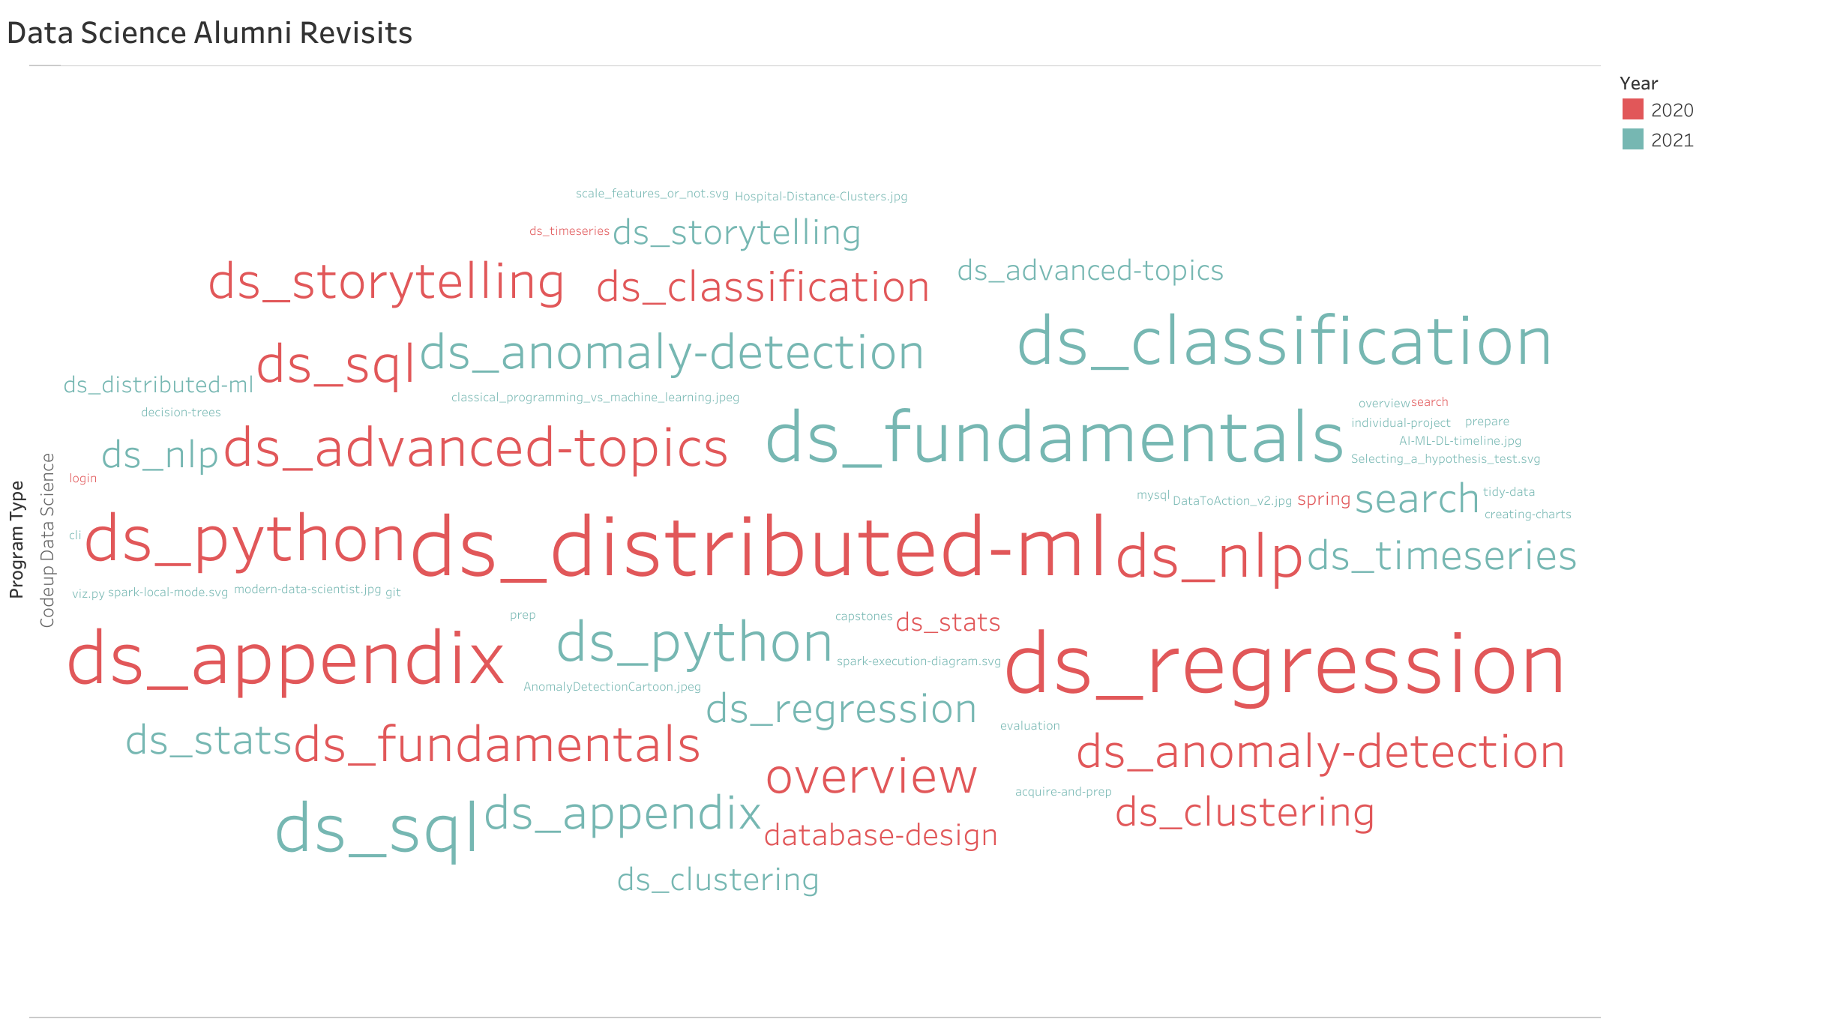 Data Science Alumni Revisits
Year
2020
2021
Program Type
Codeup Data Science
scale_features_or_not.svg Hospital-Distance-Clusters.jpg
ds_timeseries ds_storytelling
ds_storytelling ds_classification ds_advanced-topics
ds_sql ds_anomaly-detection ds_classification
ds_distributed-ml
classical_programming_vs_machine_learning.jpeg
decision-trees
overview search
individual-project prepare
AI-ML-DL-timeline.jpg
Selecting_a_hypothesis_test.svg
ds_nlp ds_advanced-topics ds_fundamentals
login
mysql DataToAction_v2.jpg spring search tidy-data
creating-charts
cli ds_python ds_distributed-ml ds_nlp ds_timeseries
viz.py spark-local-mode.svg modern-data-scientist.jpg git
prep ds_python capstones ds_stats
spark-execution-diagram.svg
ds_appendix ds_regression
AnomalyDetectionCartoon.jpeg
ds_regression
evaluation
ds_stats ds_fundamentals ds_anomaly-detection
overview
acquire-and-prep
ds_sql ds_appendix ds_clustering
database-design
ds_clustering